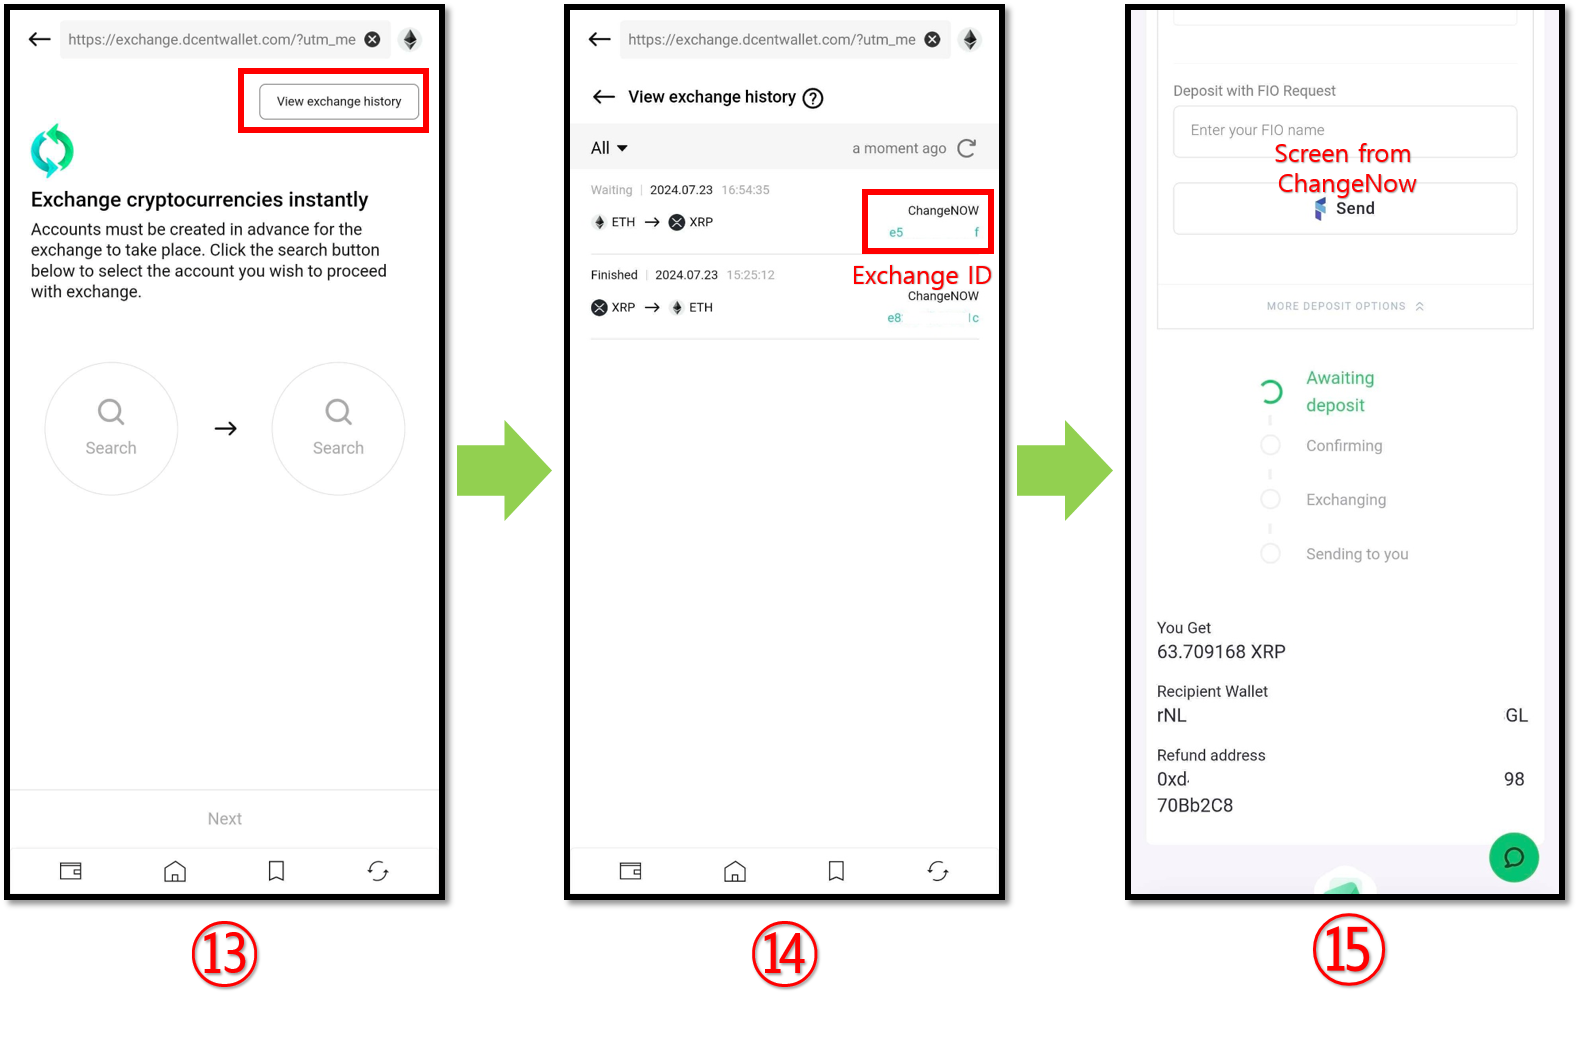 https://exchange.dcentwallet.com/?utm_me
View exchange history
Exchange cryptocurrencies instantly
Accounts must be created in advance for the
exchange to take place. Click the search button
below to select the account you wish to proceed
with exchange.
Search
Search
Next
⑬
https://exchange.dcentwallet.com/?utm_me
View exchange history
All
a moment ago
Waiting | 2024.07.23 16:54:35
ChangeNOW
ETH → XRP
e5 f
Finished | 2024.07.23 15:25:12
Exchange ID
ChangeNOW
XRP → ETH
e8 c
⑭
Deposit with FIO Request
Enter your FIO name
Screen from
ChangeNow
Send
MORE DEPOSIT OPTIONS
Awaiting
deposit
Confirming
Exchanging
Sending to you
You Get
63.709168 XRP
Recipient Wallet
rNL GL
Refund address
0xd 98
70Bb2C8
⑮